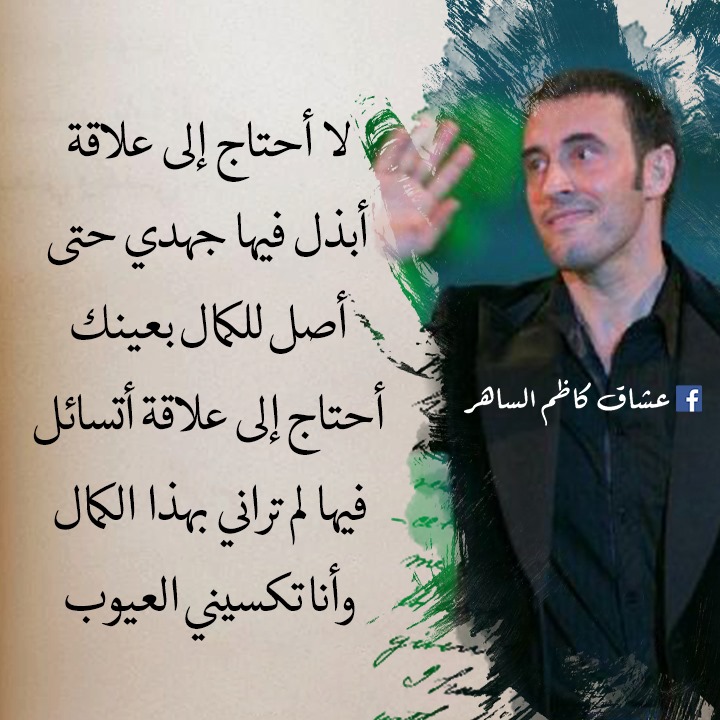 لا أحتاج إلى علاقة
أبذل فيها جهدي حتى
أصل للكمال بعينك
أحتاج إلى علاقة أتسائل
فيها لم تراني بهذا الكمال
وأنا تكسيني العيوب
عشاق كاظم الساهر